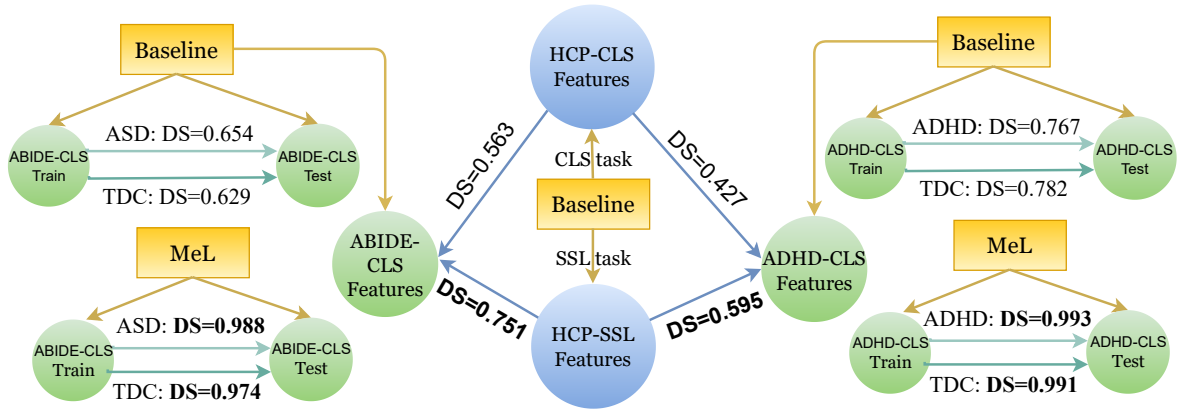 Baseline
ABIDE-CLS
Train
ASD: DS=0.654
TDC: DS=0.629
ABIDE-CLS
Test
MeL
ABIDE-CLS
Train
ASD: DS=0.988
TDC: DS=0.974
ABIDE-CLS
Test
HCP-CLS
Features
DS=0.563
DS=0.427
CLS task
Baseline
SSL task
ABIDE-
CLS
Features
ADHD-CLS
Features
DS=0.751
DS=0.595
HCP-SSL
Features
Baseline
ADHD-CLS
Train
ADHD: DS=0.767
TDC: DS=0.782
ADHD-CLS
Test
MeL
ADHD-CLS
Train
ADHD: DS=0.993
TDC: DS=0.991
ADHD-CLS
Test